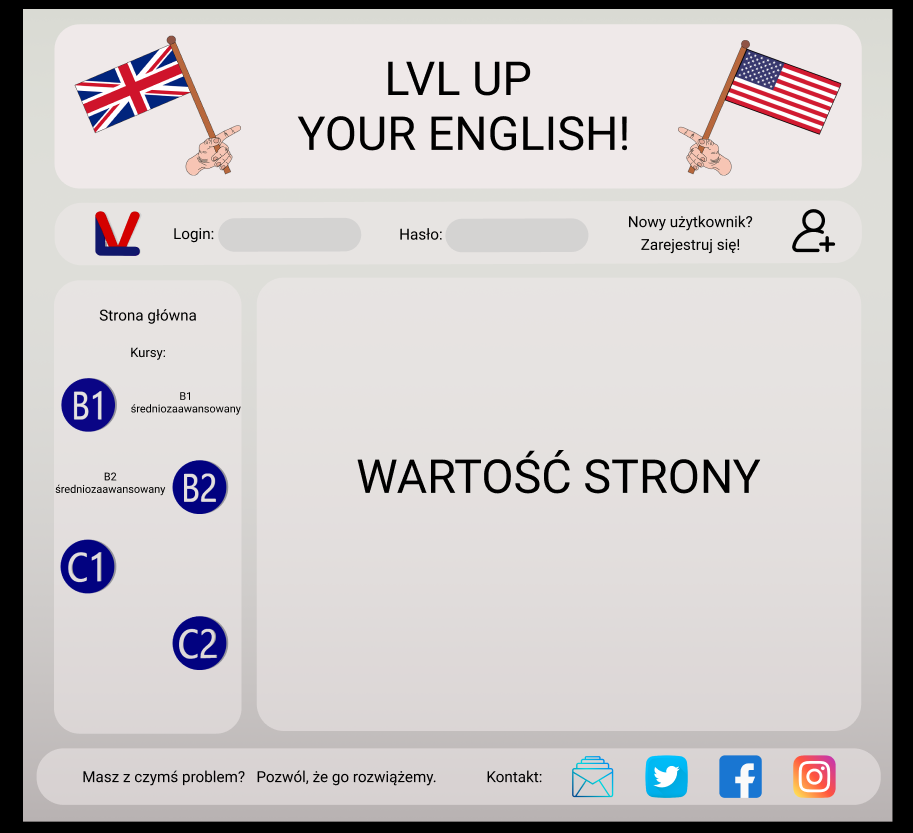 LVL UP
YOUR ENGLISH!
LV
Login:
Hasło:
Nowy użytkownik?
Zarejestruj się!
Strona główna
Kursy:
B1
B1
średniozaawansowany
B2
średniozaawansowany
B2
C1
C2
WARTOŚĆ STRONY
Masz z czymś problem? Pozwól, że go rozwiążemy.
Kontakt: